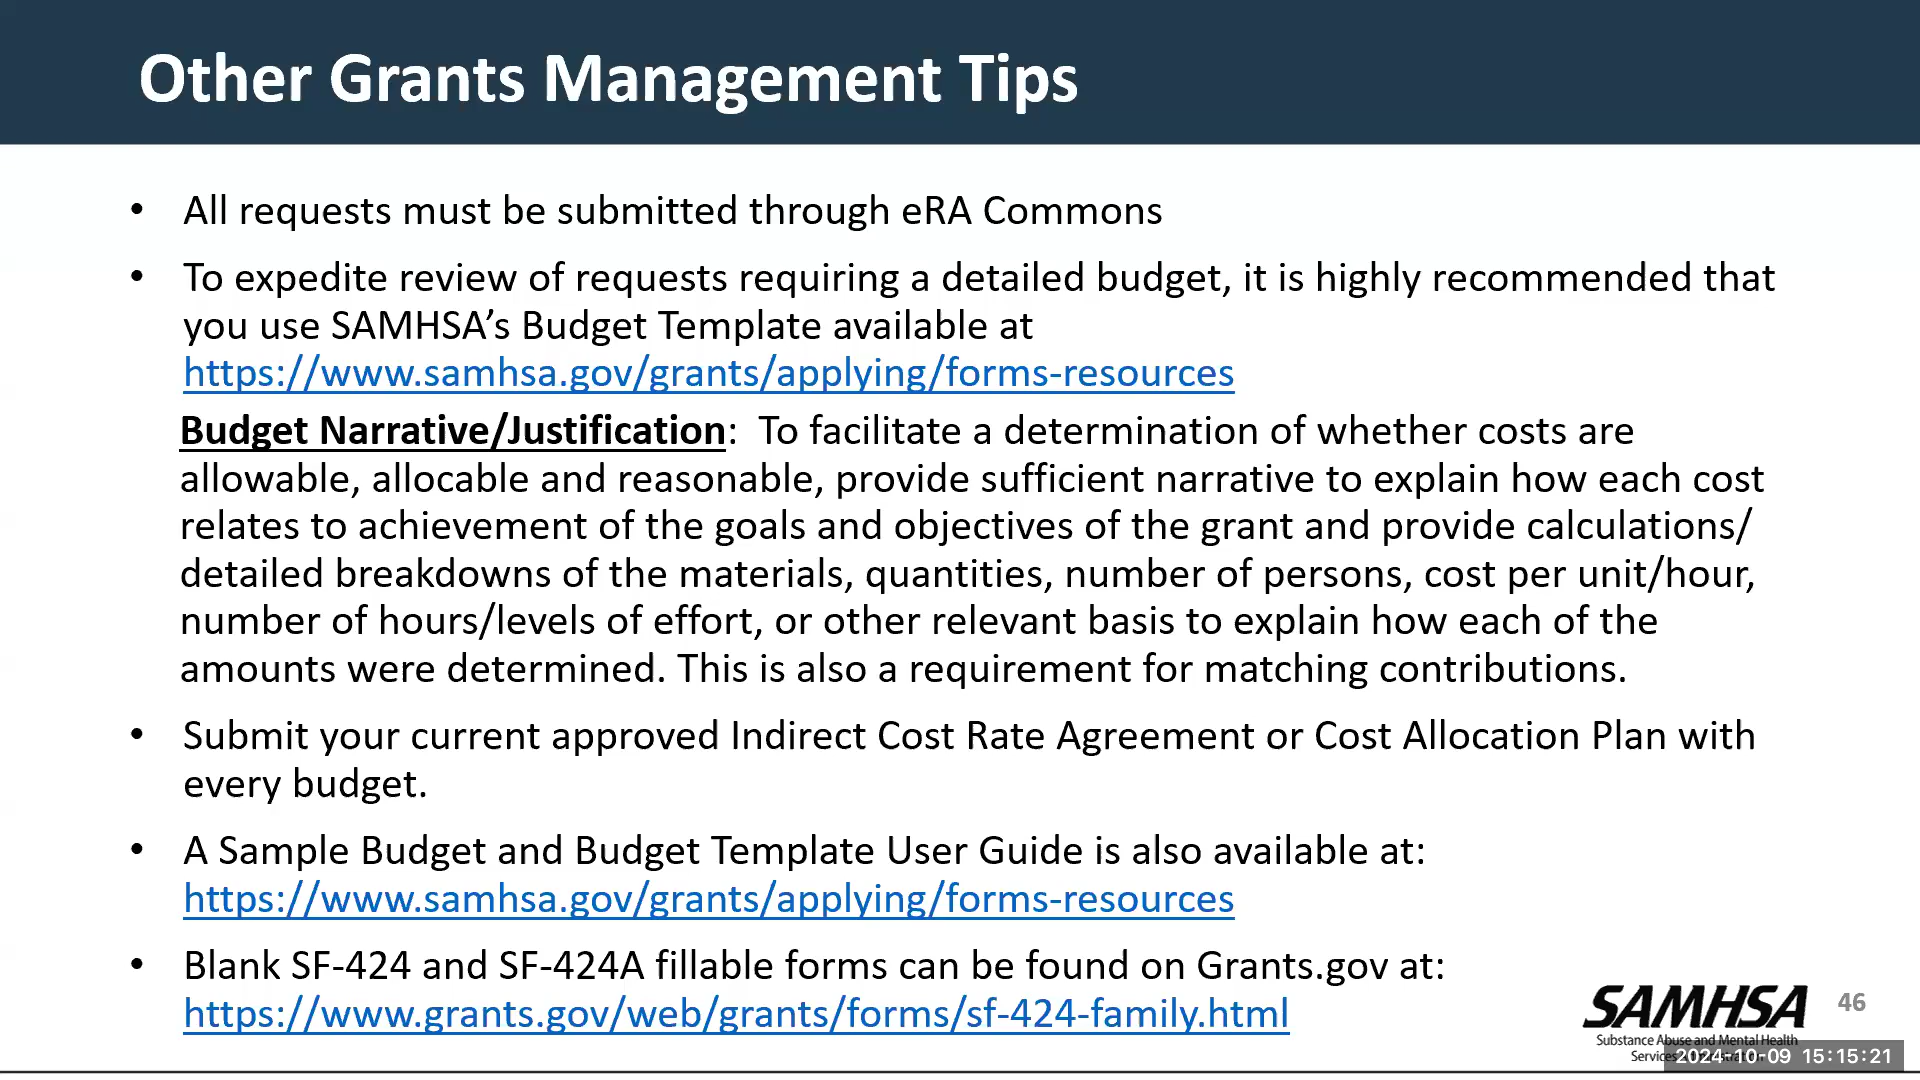 Other Grants Management Tips
• All requests must be submitted through eRA Commons
• To expedite review of requests requiring a detailed budget, it is highly recommended that
you use SAMHSA’s Budget Template available at
https://www.samhsa.gov/grants/applying/forms-resources
Budget Narrative/Justification:  To facilitate a determination of whether costs are
allowable, allocable and reasonable, provide sufficient narrative to explain how each cost
relates to achievement of the goals and objectives of the grant and provide calculations/
detailed breakdowns of the materials, quantities, number of persons, cost per unit/hour,
number of hours/levels of effort, or other relevant basis to explain how each of the
amounts were determined. This is also a requirement for matching contributions.
• Submit your current approved Indirect Cost Rate Agreement or Cost Allocation Plan with
every budget.
• A Sample Budget and Budget Template User Guide is also available at:
https://www.samhsa.gov/grants/applying/forms-resources
• Blank SF-424 and SF-424A fillable forms can be found on Grants.gov at:
https://www.grants.gov/web/grants/forms/sf-424-family.html
SAMHSA
46
Substance Abuse and Mental Health
Services
2024-10-09 15:15:21